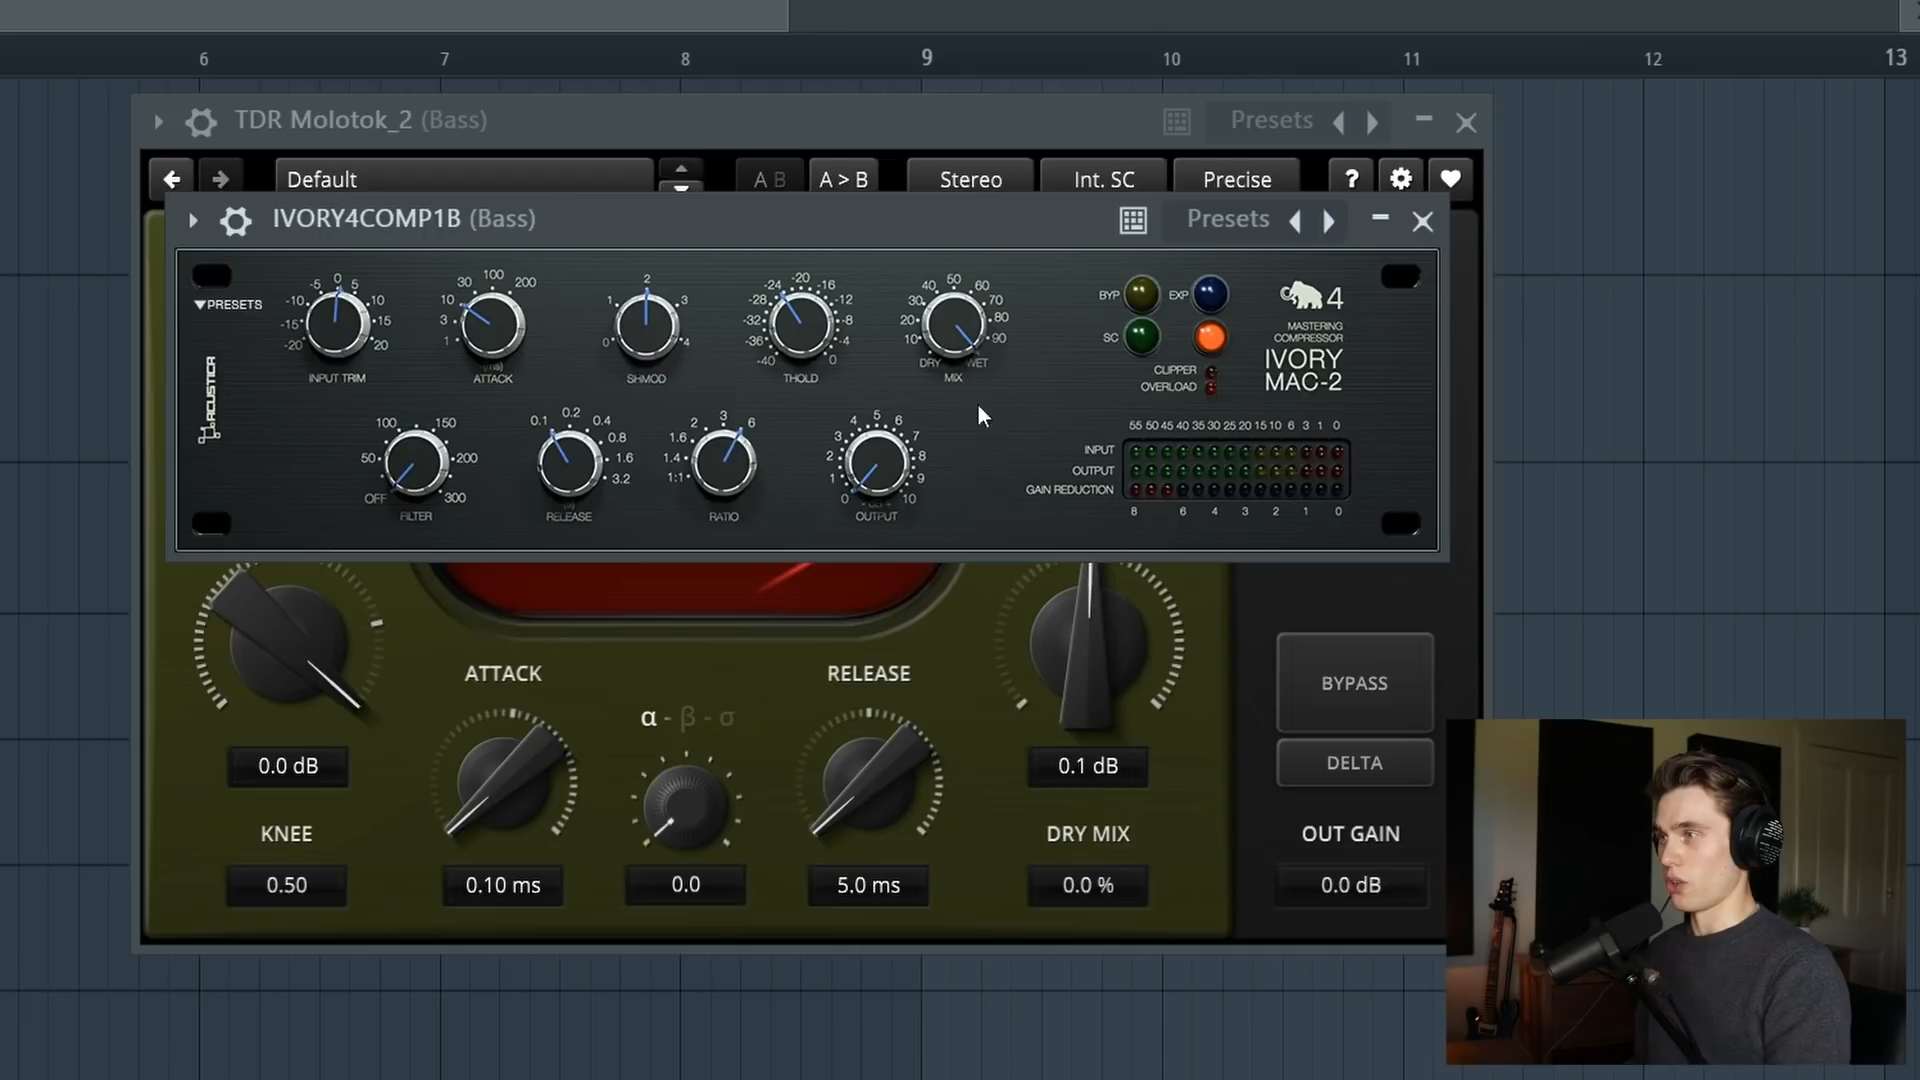 6 7 8 9 10 11 12 13
TDR Molotok_2 (Bass) Presets
Default A B A > B Stereo Int. SC Precise ?
IVORY4COMP1B (Bass) Presets
PRESETS
ACUSTICA
-20 -15 -10 -5 0 5 10 15 20
INPUT TRIM
1 3 10 30 100 200
(ms)
ATTACK
0 1 2 3 4
SHMOD
-40 -36 -32 -28 -24 -20 -16 -12 -8 -4 0
THOLD
10 20 30 40 50 60 70 80 90
DRY WET
MIX
BYP EXP
SC
CLIPPER
OVERLOAD
4
MASTERING
COMPRESSOR
IVORY
MAC-2
OFF 50 100 150 200 300
FILTER
0.1 0.2 0.4 0.8 1.6 3.2
(s)
RELEASE
1:1 1.4 1.6 2 3 6
RATIO
0 1 2 3 4 5 6 7 8 9 10
OUTPUT
55 50 45 40 35 30 25 20 15 10 6 3 1 0
INPUT
OUTPUT
GAIN REDUCTION
8 6 4 3 2 1 0
ATTACK RELEASE
α - β - σ
BYPASS
0.0 dB 0.1 dB
DELTA
KNEE DRY MIX OUT GAIN
0.50 0.10 ms 0.0 5.0 ms 0.0 % 0.0 dB